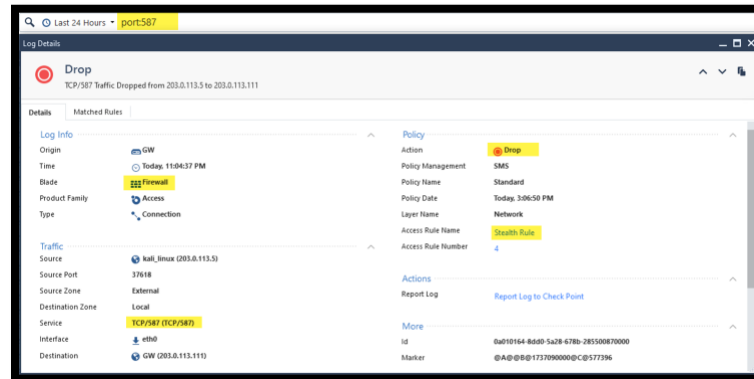 Last 24 Hours port:587
Log Details
Drop
TCP/587 Traffic Dropped from 203.0.113.5 to 203.0.113.111
Details Matched Rules
Log Info
Origin GW
Time Today, 11:04:37 PM
Blade Firewall
Product Family Access
Type Connection
Traffic
Source kali_linux (203.0.113.5)
Source Port 37618
Source Zone External
Destination Zone Local
Service TCP/587 (TCP/587)
Interface eth0
Destination GW (203.0.113.111)
Policy
Action Drop
Policy Management SMS
Policy Name Standard
Policy Date Today, 3:06:50 PM
Layer Name Network
Access Rule Name Stealth Rule
Access Rule Number 4
Actions
Report Log Report Log to Check Point
More
Id 0a010164-8dd0-5a28-678b-285500870000
Marker @A@@B@1737090000@C@577396